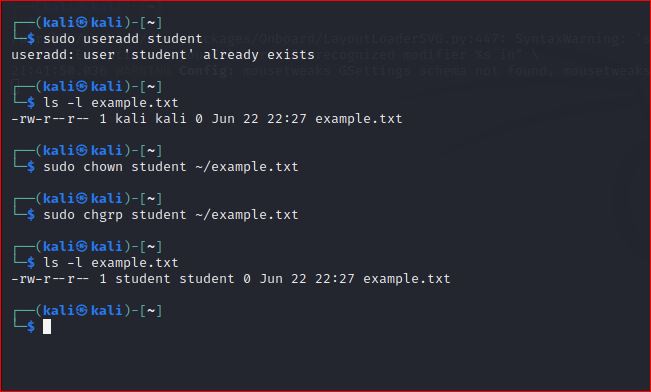 ┌──(kali㉿kali)-[~]
└─$ sudo useradd student
useradd: user 'student' already exists
┌──(kali㉿kali)-[~]
└─$ ls -l example.txt
-rw-r--r-- 1 kali kali 0 Jun 22 22:27 example.txt
┌──(kali㉿kali)-[~]
└─$ sudo chown student ~/example.txt
┌──(kali㉿kali)-[~]
└─$ sudo chgrp student ~/example.txt
┌──(kali㉿kali)-[~]
└─$ ls -l example.txt
-rw-r--r-- 1 student student 0 Jun 22 22:27 example.txt
┌──(kali㉿kali)-[~]
└─$